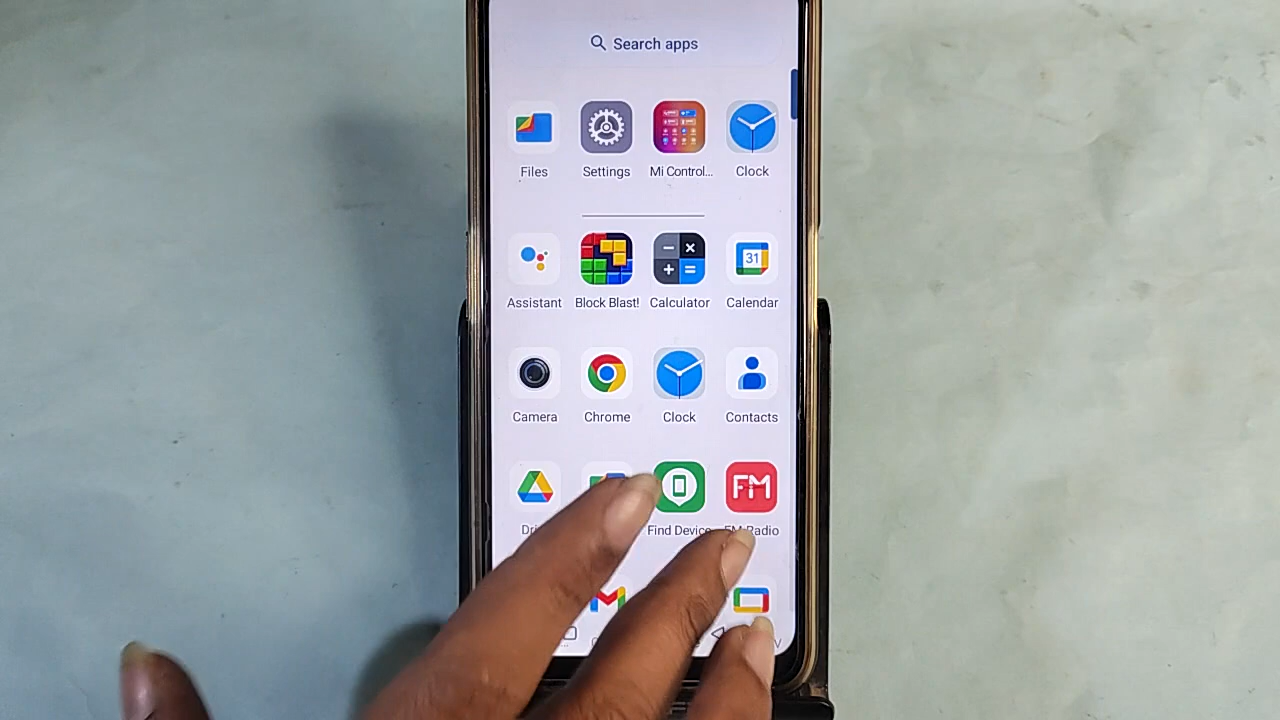 Search apps
Files Settings Mi Control... Clock
Assistant Block Blast! Calculator 31 Calendar
Camera Chrome Clock Contacts
FM
Find Device FM Radio